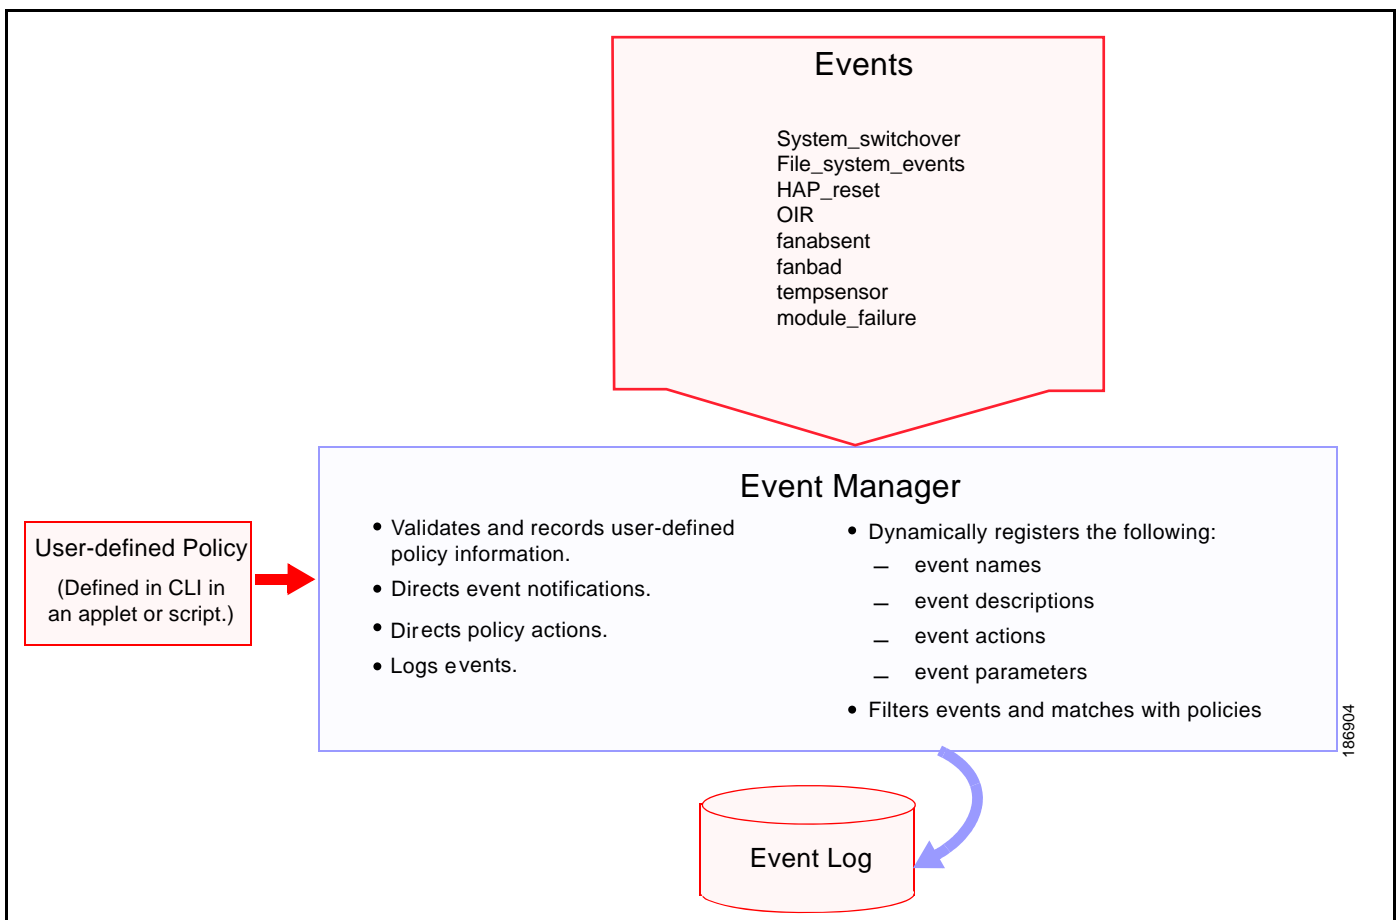 Events
System_switchover
File_system_events
HAP_reset
OIR
fanabsent
fanbad
tempsensor
module_failure
Event Manager
User-defined Policy
(Defined in CLI in
an applet or script.)
• Validates and records user-defined
policy information.
• Directs event notifications.
• Directs policy actions.
• Logs events.
• Dynamically registers the following:
– event names
– event descriptions
– event actions
– event parameters
• Filters events and matches with policies
186904
Event Log